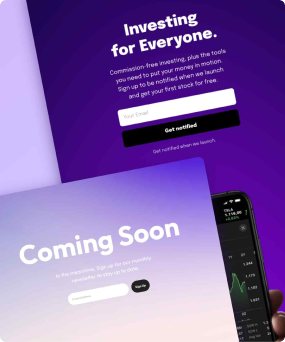 Investing
for Everyone.
Commission-free investing, plus the tools
you need to put your money in motion.
Sign up to be notified when we launch
and get your first stock for free.
Your Email
Get notified
Get notified when we launch.
Coming Soon
In the meantime, Sign up for our monthly
newsletter to stay up to date.
Sign Up
TSLA